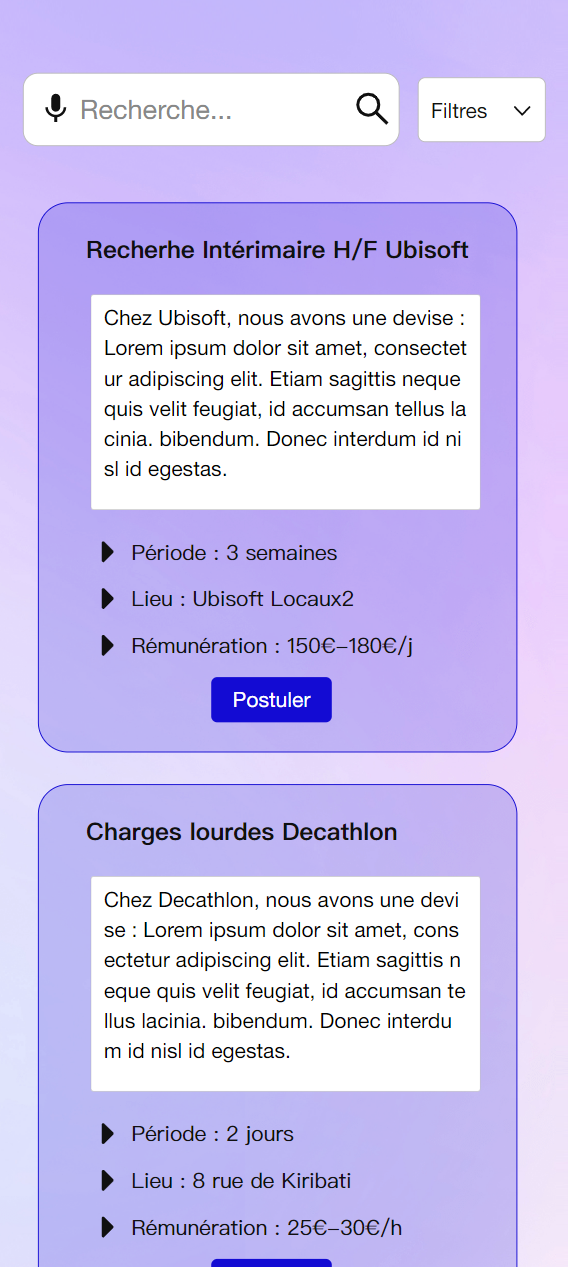 Recherche...
Filtres
Recherhe Intérimaire H/F Ubisoft
Chez Ubisoft, nous avons une devise :
Lorem ipsum dolor sit amet, consectet
ur adipiscing elit. Etiam sagittis neque
quis velit feugiat, id accumsan tellus la
cinia. bibendum. Donec interdum id ni
sl id egestas.
Période : 3 semaines
Lieu : Ubisoft Locaux2
Rémunération : 150€–180€/j
Postuler
Charges lourdes Decathlon
Chez Decathlon, nous avons une devi
se : Lorem ipsum dolor sit amet, cons
ectetur adipiscing elit. Etiam sagittis n
eque quis velit feugiat, id accumsan te
llus lacinia. bibendum. Donec interdu
m id nisl id egestas.
Période : 2 jours
Lieu : 8 rue de Kiribati
Rémunération : 25€–30€/h